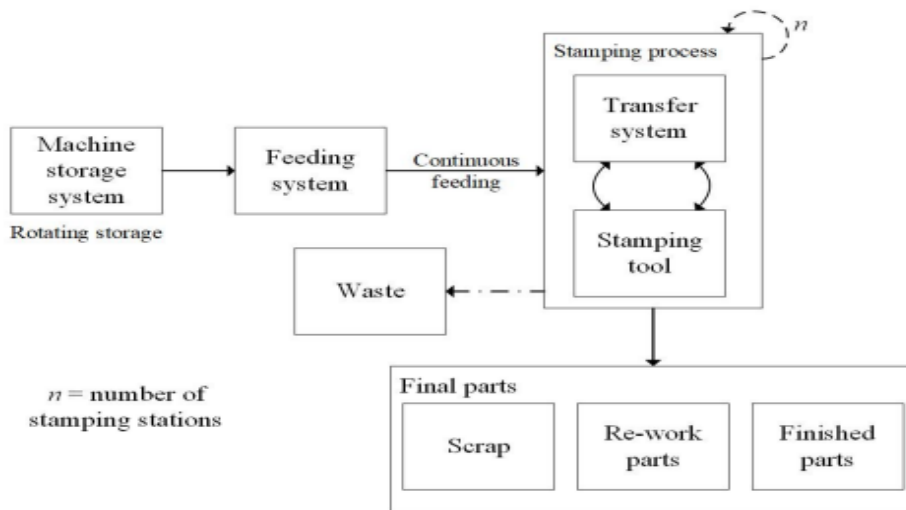 n
Stamping process
Transfer
system
Machine
storage
system
Feeding
system
Continuous
feeding
Rotating storage
Stamping
tool
Waste
n = number of
stamping stations
Final parts
Scrap
Re-work
parts
Finished
parts